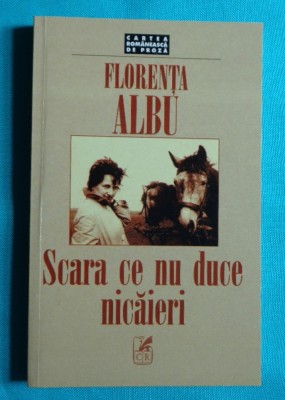 CARTEA
ROMÂNEASCĂ
DE PROZĂ
FLORENȚA
ALBU
Scara ce nu duce
nicăieri
CR